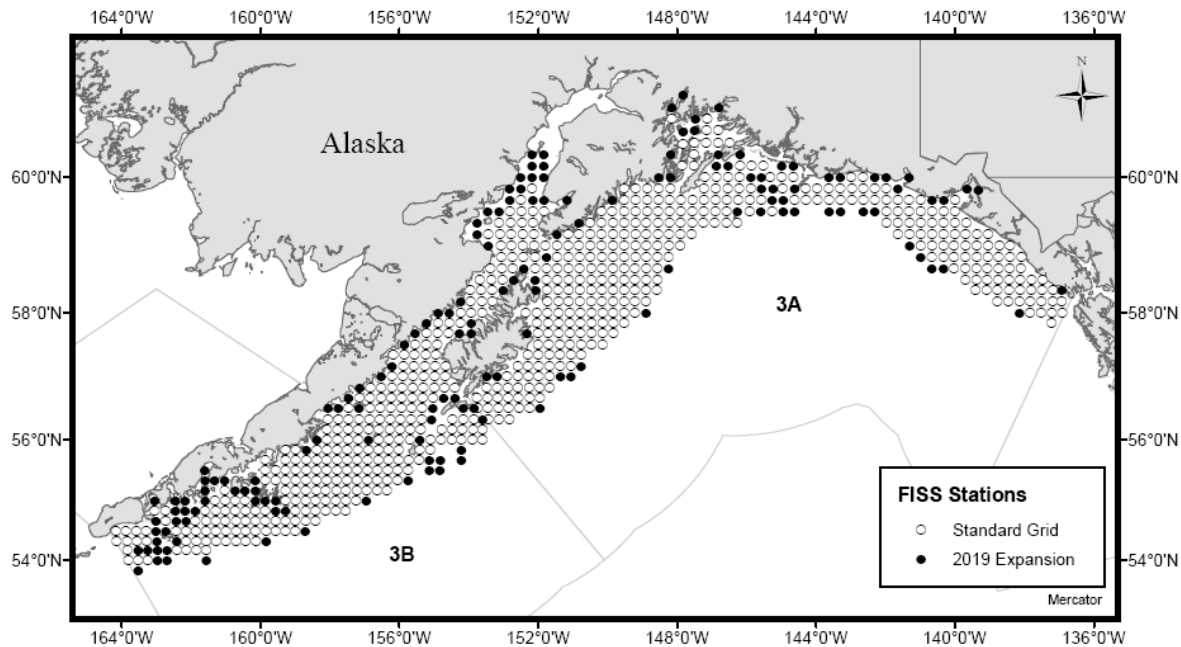 164°0'W 160°0'W 156°0'W 152°0'W 148°0'W 144°0'W 140°0'W 136°0'W
N
Alaska
60°0'N 60°0'N
58°0'N 3A 58°0'N
56°0'N 56°0'N
FISS Stations
Standard Grid
54°0'N 3B 2019 Expansion 54°0'N
Mercator
164°0'W 160°0'W 156°0'W 152°0'W 148°0'W 144°0'W 140°0'W 136°0'W